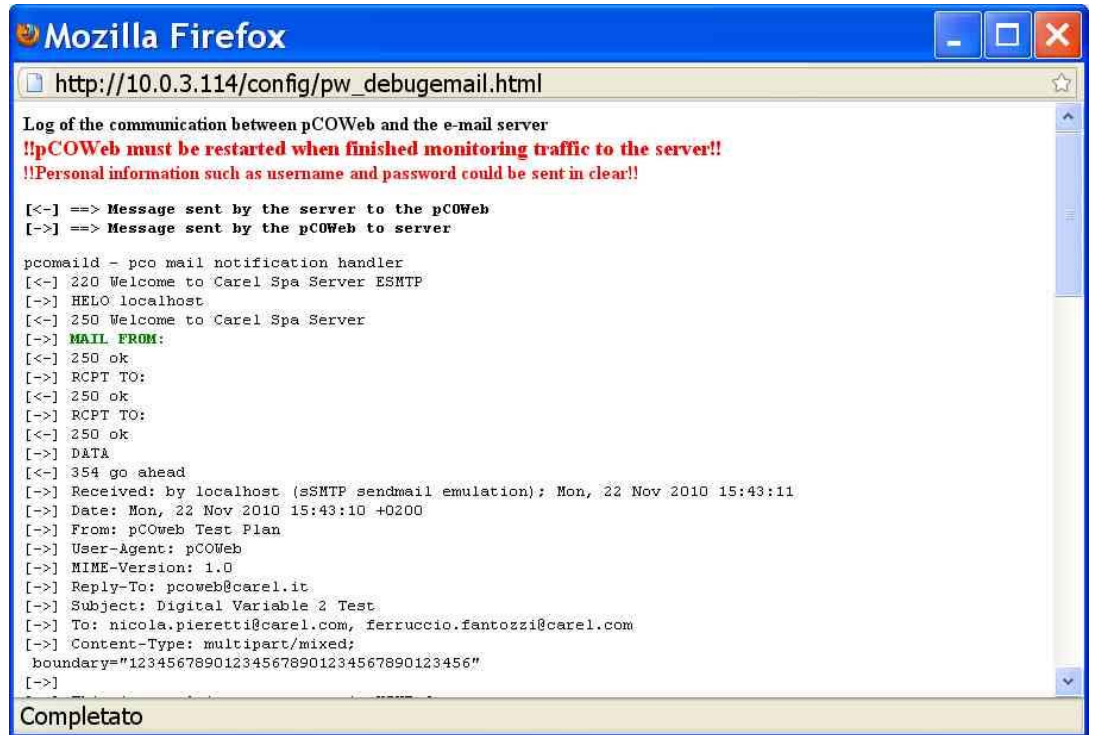 Mozilla Firefox
http://10.0.3.114/config/pw_debugemail.html
Log of the communication between pCOWeb and the e-mail server
!!pCOWeb must be restarted when finished monitoring traffic to the server!!
!!Personal information such as username and password could be sent in clear!!
[<-] ==> Message sent by the server to the pCOWeb
[->] ==> Message sent by the pCOWeb to server
pcomaild - pco mail notification handler
[<-] 220 Welcome to Carel Spa Server ESMTP
[->] HELO localhost
[<-] 250 Welcome to Carel Spa Server
[->] MAIL FROM:
[<-] 250 ok
[->] RCPT TO:
[<-] 250 ok
[->] RCPT TO:
[<-] 250 ok
[->] DATA
[<-] 354 go ahead
[->] Received: by localhost (sSMTP sendmail emulation); Mon, 22 Nov 2010 15:43:11
[->] Date: Mon, 22 Nov 2010 15:43:10 +0200
[->] From: pCOweb Test Plan
[->] User-Agent: pCOWeb
[->] MIME-Version: 1.0
[->] Reply-To: pcoweb@carel.it
[->] Subject: Digital Variable 2 Test
[->] To: nicola.pieretti@carel.com, ferruccio.fantozzi@carel.com
[->] Content-Type: multipart/mixed;
boundary="123456789012345678901234567890123456"
[->]
Completato